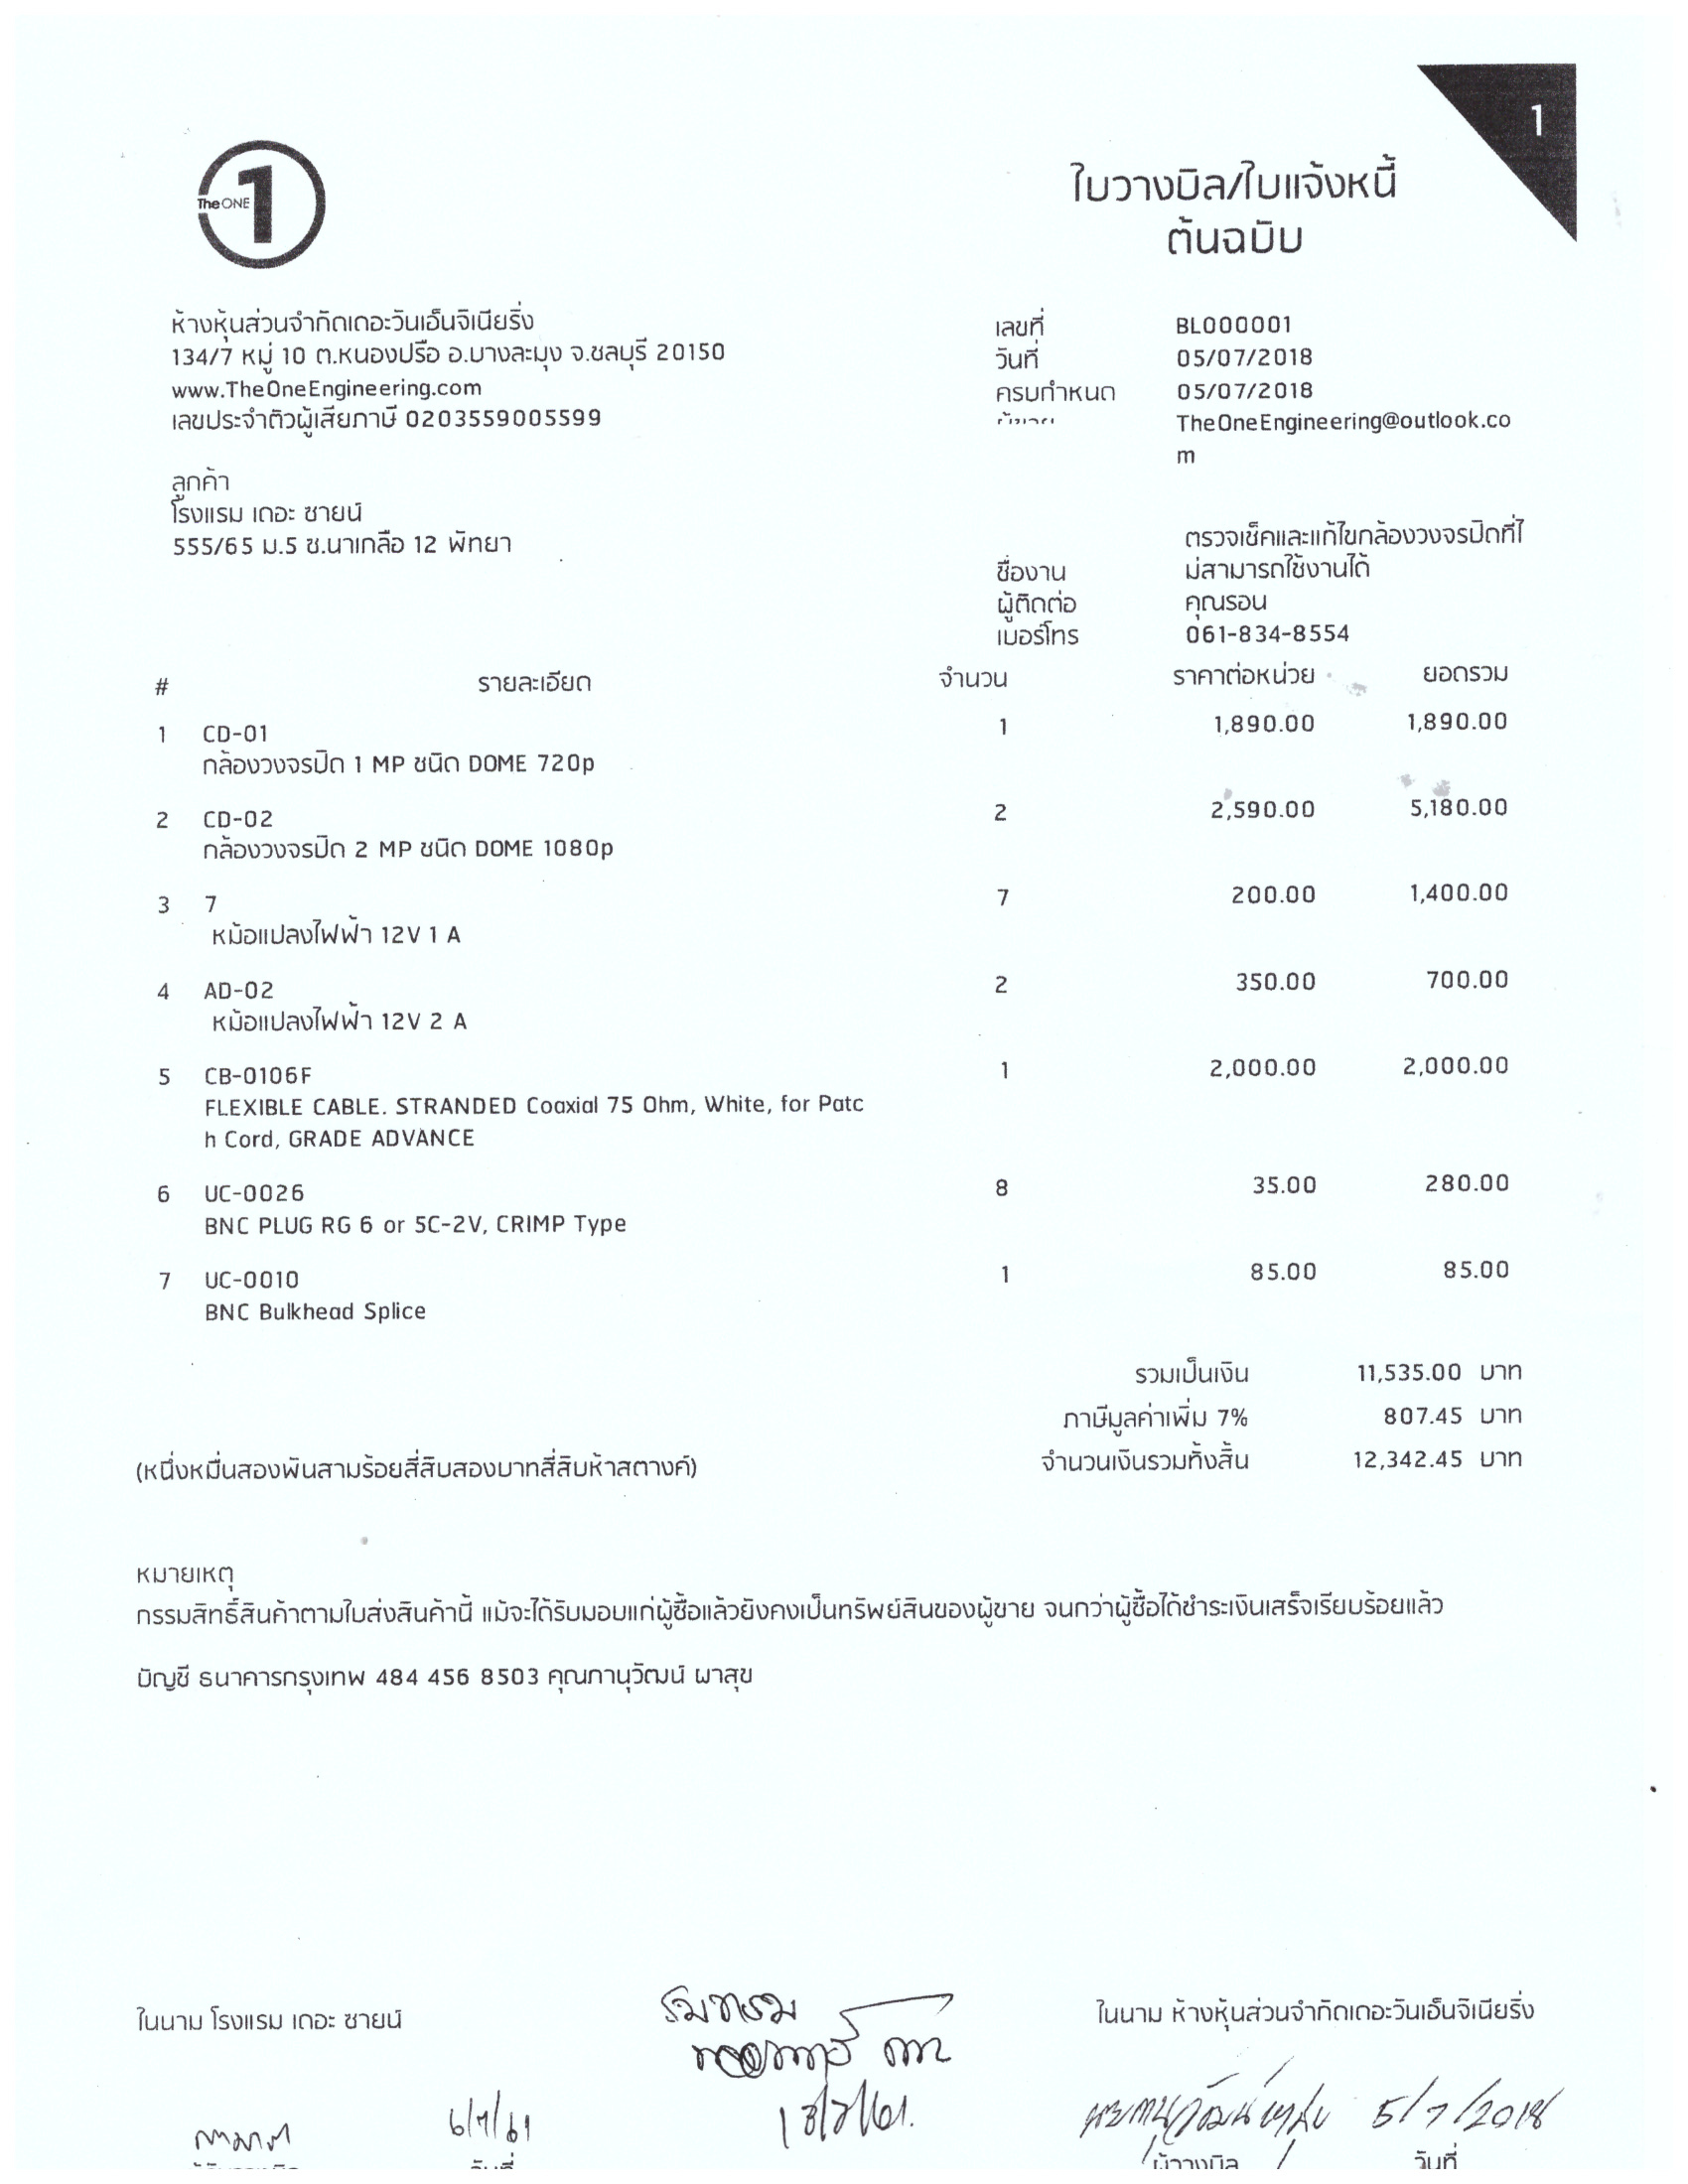 1
The ONE 1
ใบวางบิล/ใบแจ้งหนี้
ต้นฉบับ
ห้างหุ้นส่วนจำกัดเดอะวันเอ็นจิเนียริ่ง
134/7 หมู่ 10 ต.หนองปรือ อ.บางละมุง จ.ชลบุรี 20150
www.TheOneEngineering.com
เลขประจำตัวผู้เสียภาษี 0203559005599
เลขที่ BL000001
วันที่ 05/07/2018
ครบกำหนด 05/07/2018
TheOneEngineering@outlook.co
m
ลูกค้า
โรงแรม เดอะ ซายน์
555/65 ม.5 ซ.นาเกลือ 12 พัทยา
ตรวจเช็คและแก้ไขกล้องวงจรปิดที่ไ
ชื่องาน ม่สามารถใช้งานได้
ผู้ติดต่อ คุณรอน
เบอร์โทร 061-834-8554
# รายละเอียด จำนวน ราคาต่อหน่วย ยอดรวม
1 CD-01 1 1,890.00 1,890.00
กล้องวงจรปิด 1 MP ชนิด DOME 720p
2 CD-02 2 2,590.00 5,180.00
กล้องวงจรปิด 2 MP ชนิด DOME 1080p
3 7 7 200.00 1,400.00
หม้อแปลงไฟฟ้า 12V 1 A
4 AD-02 2 350.00 700.00
หม้อแปลงไฟฟ้า 12V 2 A
5 CB-0106F 1 2,000.00 2,000.00
FLEXIBLE CABLE. STRANDED Coaxial 75 Ohm, White, for Patc
h Cord, GRADE ADVANCE
6 UC-0026 8 35.00 280.00
BNC PLUG RG 6 or 5C-2V, CRIMP Type
7 UC-0010 1 85.00 85.00
BNC Bulkhead Splice
รวมเป็นเงิน 11,535.00 บาท
ภาษีมูลค่าเพิ่ม 7% 807.45 บาท
(หนึ่งหมื่นสองพันสามร้อยสี่สิบสองบาทสี่สิบห้าสตางค์) จำนวนเงินรวมทั้งสิ้น 12,342.45 บาท
หมายเหตุ
กรรมสิทธิ์สินค้าตามใบส่งสินค้านี้ แม้จะได้รับมอบแก่ผู้ซื้อแล้วยังคงเป็นทรัพย์สินของผู้ขาย จนกว่าผู้ซื้อได้ชำระเงินเสร็จเรียบร้อยแล้ว
บัญชี ธนาคารกรุงเทพ 484 456 8503 คุณภานุวัฒน์ ผาสุข
ในนาม โรงแรม เดอะ ซายน์
ในนาม ห้างหุ้นส่วนจำกัดเดอะวันเอ็นจิเนียริ่ง
6/7/61
5/7/2018
ผู้วางบิล วันที่